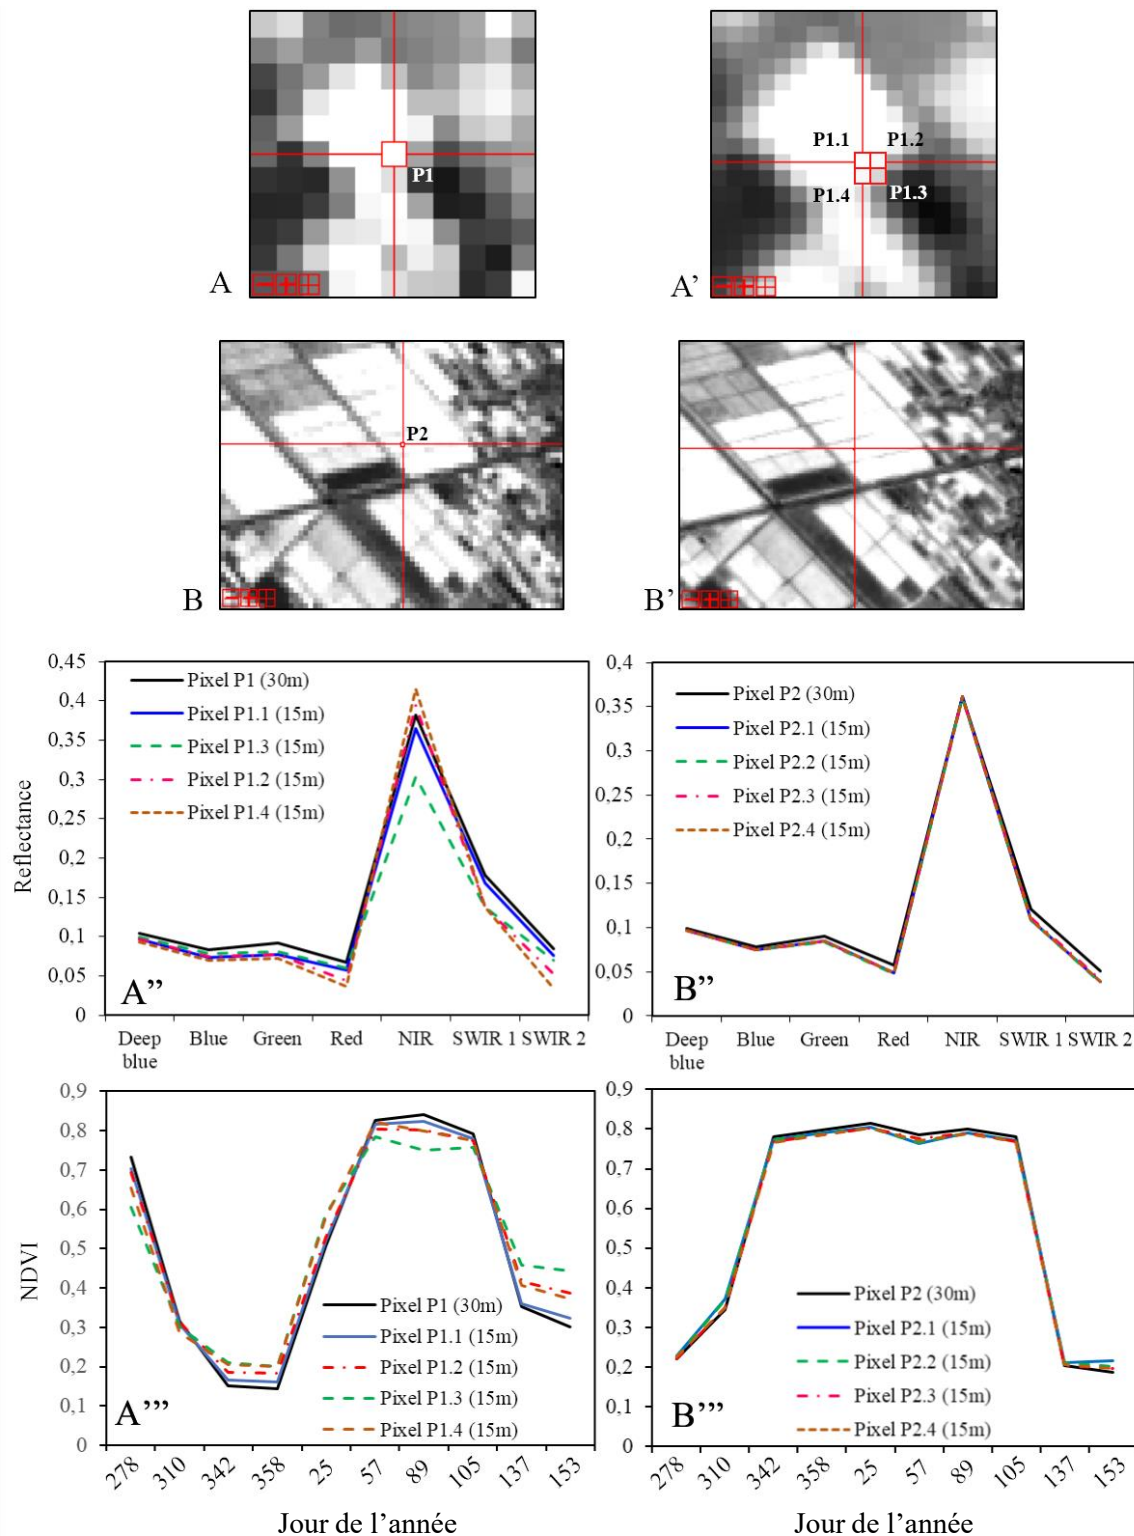 P1
A
P1.1
P1.2
P1.4
P1.3
A’
P2
B
B’
Reflectance
0,45
0,4
0,35
0,3
0,25
0,2
0,15
0,1
0,05
0
Pixel P1 (30m)
Pixel P1.1 (15m)
Pixel P1.3 (15m)
Pixel P1.2 (15m)
Pixel P1.4 (15m)
A”
Deep blue
Blue
Green
Red
NIR
SWIR 1
SWIR 2
0,4
0,35
0,3
0,25
0,2
0,15
0,1
0,05
0
Pixel P2 (30m)
Pixel P2.1 (15m)
Pixel P2.2 (15m)
Pixel P2.3 (15m)
Pixel P2.4 (15m)
B”
Deep blue
Blue
Green
Red
NIR
SWIR 1
SWIR 2
NDVI
0,9
0,8
0,7
0,6
0,5
0,4
0,3
0,2
0,1
0
Pixel P1 (30m)
Pixel P1.1 (15m)
Pixel P1.2 (15m)
Pixel P1.3 (15m)
Pixel P1.4 (15m)
A”’
278
310
342
358
25
57
89
105
137
153
Jour de l’année
0,9
0,8
0,7
0,6
0,5
0,4
0,3
0,2
0,1
0
Pixel P2 (30m)
Pixel P2.1 (15m)
Pixel P2.2 (15m)
Pixel P2.3 (15m)
Pixel P2.4 (15m)
B”’
278
310
342
358
25
57
89
105
137
153
Jour de l’année